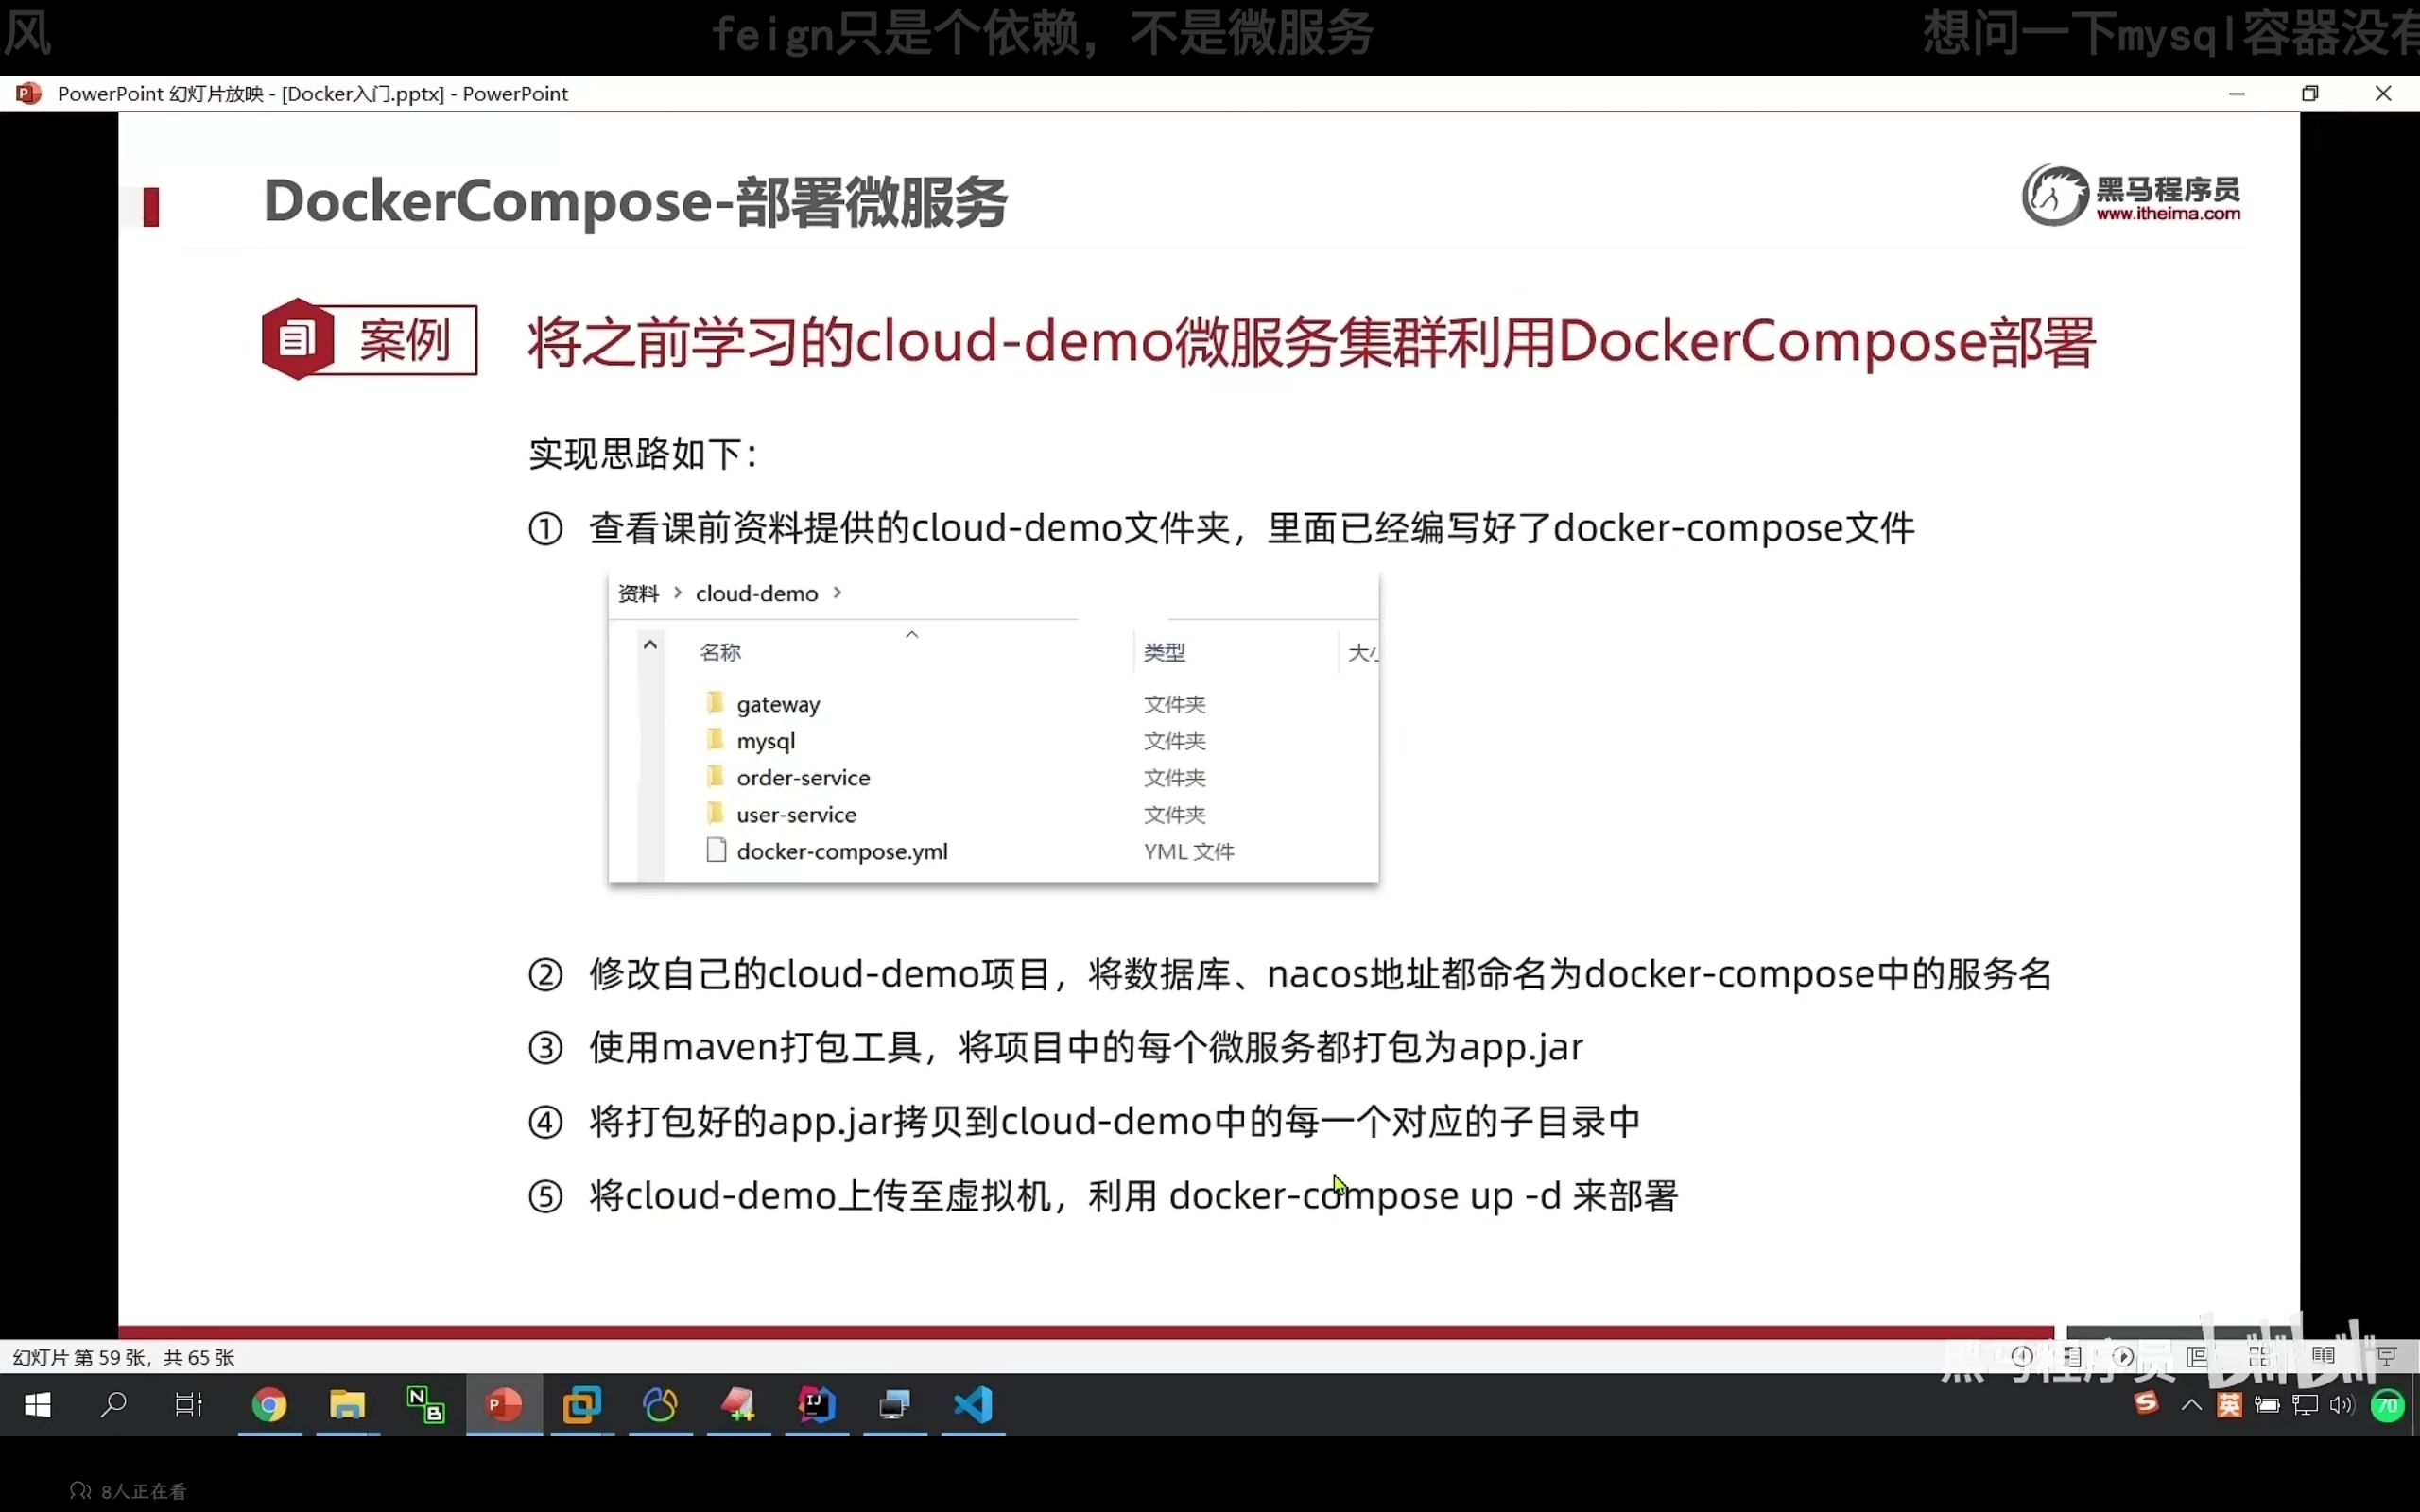 风
feign只是个依赖，不是微服务
想问一下mysql容器没有
PowerPoint 幻灯片放映 - [Docker入门.pptx] - PowerPoint
DockerCompose-部署微服务
黑马程序员
www.itheima.com
案例
将之前学习的cloud-demo微服务集群利用DockerCompose部署
实现思路如下：
① 查看课前资料提供的cloud-demo文件夹，里面已经编写好了docker-compose文件
资料 > cloud-demo >
名称 类型 大小
gateway 文件夹
mysql 文件夹
order-service 文件夹
user-service 文件夹
docker-compose.yml YML 文件
② 修改自己的cloud-demo项目，将数据库、nacos地址都命名为docker-compose中的服务名
③ 使用maven打包工具，将项目中的每个微服务都打包为app.jar
④ 将打包好的app.jar拷贝到cloud-demo中的每一个对应的子目录中
⑤ 将cloud-demo上传至虚拟机，利用 docker-compose up -d 来部署
幻灯片 第 59 张，共 65 张
黑马程序员 bilibili
英
70
8人正在看